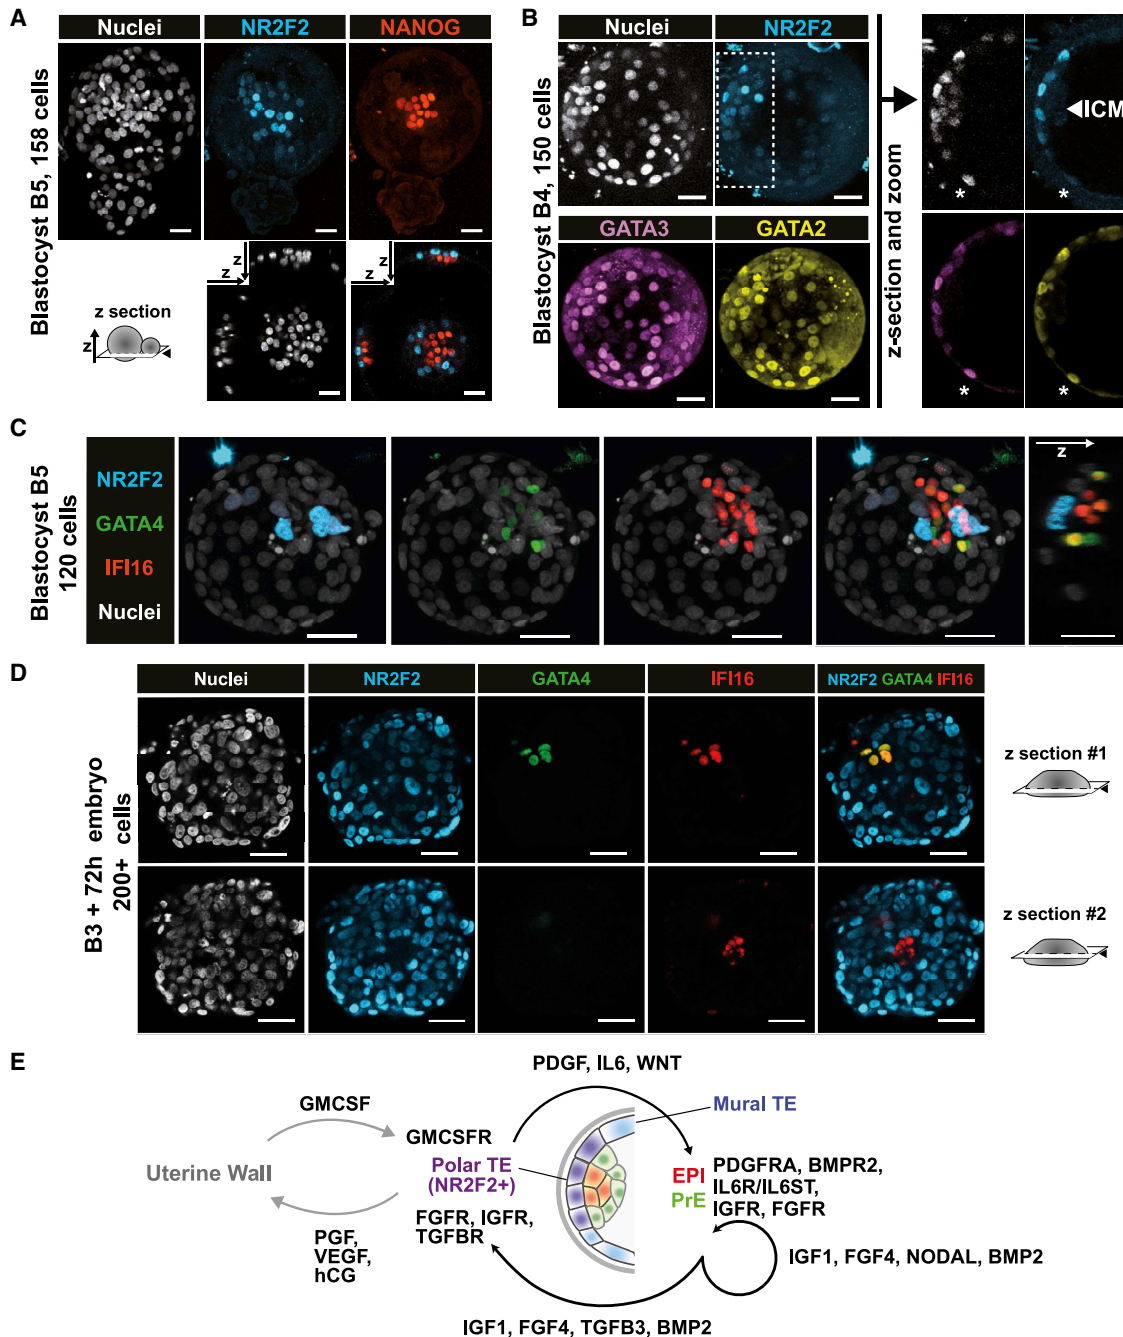 A
Blastocyst B5, 158 cells
Nuclei
NR2F2
NANOG
z section
z
z
z
z
z
B
Blastocyst B4, 150 cells
Nuclei
NR2F2
GATA3
GATA2
z-section and zoom
ICM
*
*
*
*
C
Blastocyst B5
120 cells
NR2F2
GATA4
IFI16
Nuclei
z
D
B3 + 72h embryo
200+ cells
Nuclei
NR2F2
GATA4
IFI16
NR2F2 GATA4 IFI16
z section #1
z section #2
E
PDGF, IL6, WNT
GMCSF
GMCSFR
Mural TE
Uterine Wall
Polar TE
(NR2F2+)
EPI
PrE
PDGFRA, BMPR2,
IL6R/IL6ST,
IGFR, FGFR
FGFR, IGFR,
TGFBR
PGF,
VEGF,
hCG
IGF1, FGF4, NODAL, BMP2
IGF1, FGF4, TGFB3, BMP2